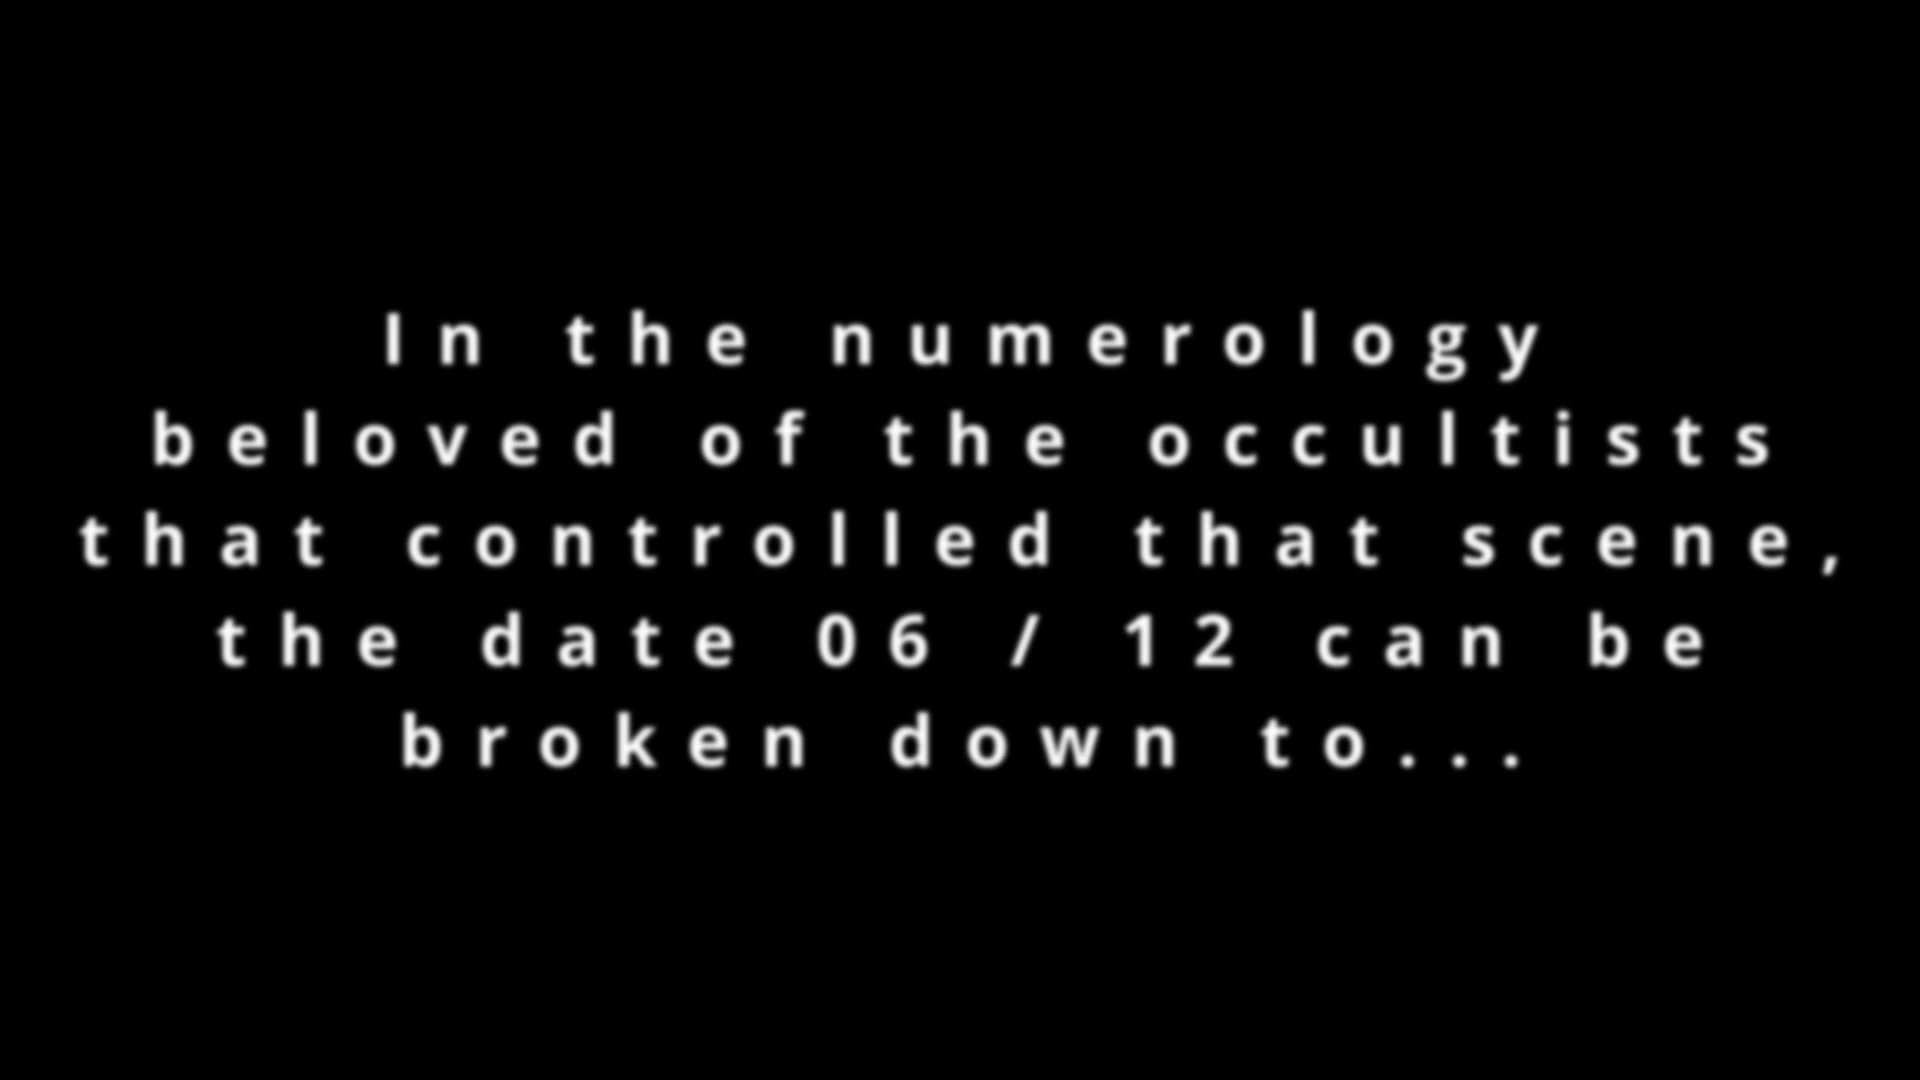 In the numerology
beloved of the occultists
that controlled that scene,
the date 06 / 12 can be
broken down to...